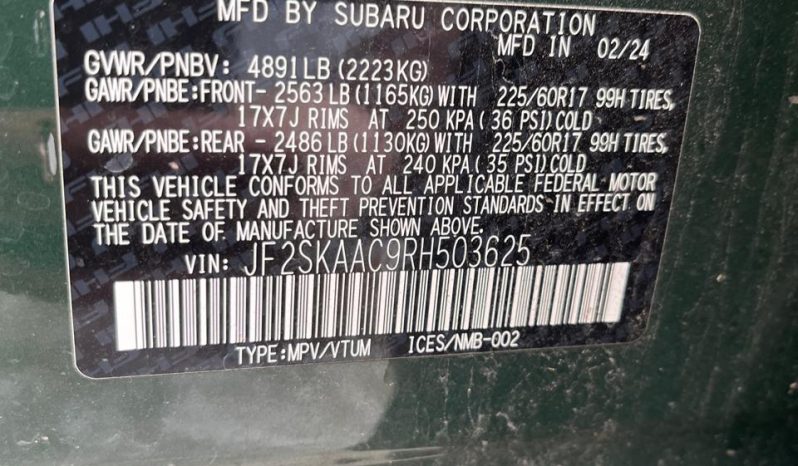 MFD BY SUBARU CORPORATION
MFD IN 02/24
GVWR/PNBV: 4891LB (2223KG)
GAWR/PNBE:FRONT- 2563LB (1165KG) WITH 225/60R17 99H TIRES,
17X7J RIMS AT 250 KPA ( 36 PSI) COLD
GAWR/PNBE:REAR - 2486LB (1130KG) WITH 225/60R17 99H TIRES,
17X7J RIMS AT 240 KPA ( 35 PSI) COLD
THIS VEHICLE CONFORMS TO ALL APPLICABLE FEDERAL MOTOR
VEHICLE SAFETY AND THEFT PREVENTION STANDARDS IN EFFECT ON
THE DATE OF MANUFACTURE SHOWN ABOVE.
VIN: JF2SKAAC9RH503625
TYPE:MPV/VTUM ICES/NMB-002